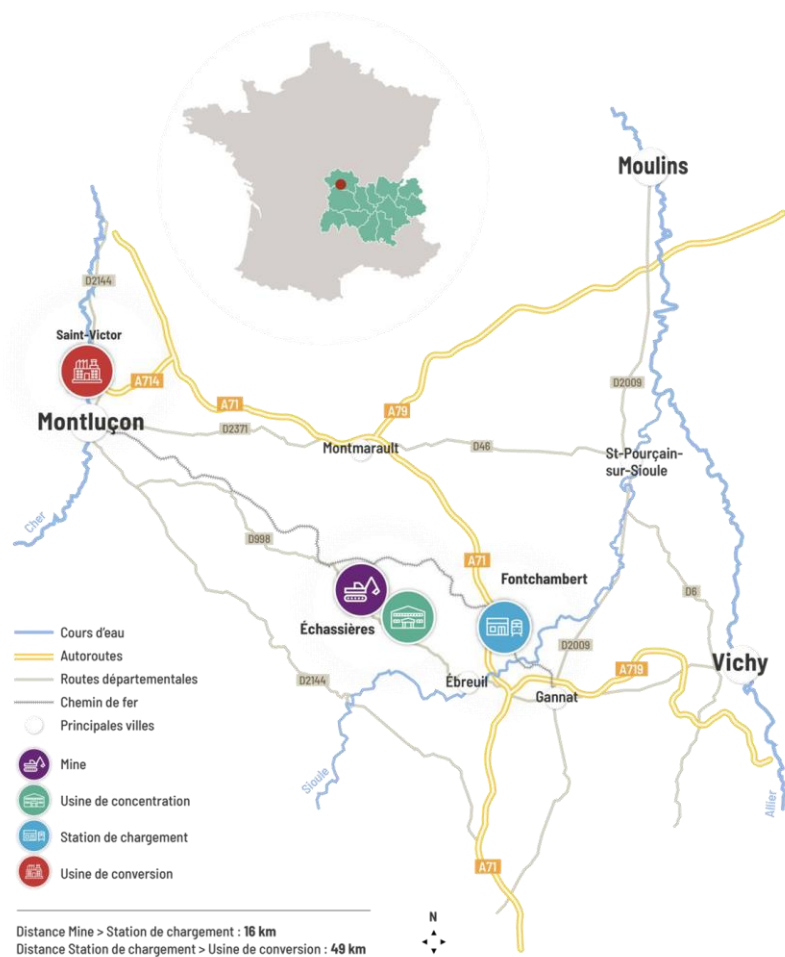 Moulins
D2144
Saint-Victor
A714
A71
A79
D2009
Montluçon
D2371
Montmarault
D46
St-Pourçain-
sur-Sioule
Cher
D998
A71
Fontchambert
Échassières
D6
D2009
Vichy
A719
Ébreuil
Gannat
D2144
Sioule
Allier
A71
Cours d'eau
Autoroutes
Routes départementales
Chemin de fer
Principales villes
Mine
Usine de concentration
Station de chargement
Usine de conversion
N
Distance Mine > Station de chargement : 16 km
Distance Station de chargement > Usine de conversion : 49 km